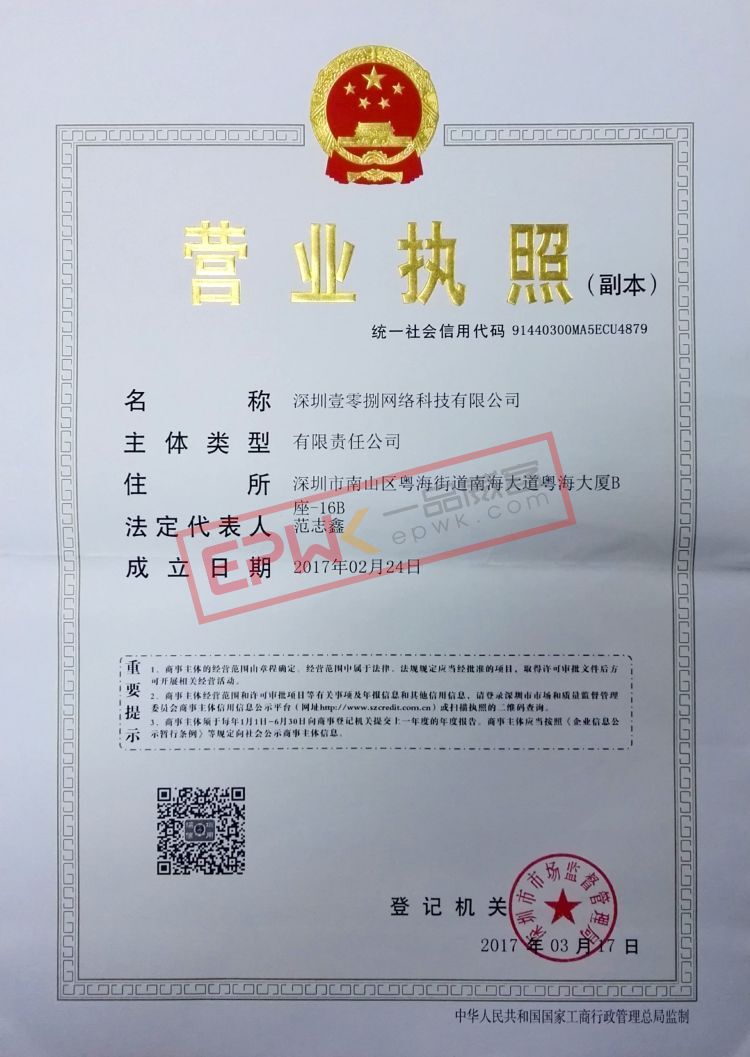 营业执照(副本)
统一社会信用代码 91440300MA5ECU4879
名称 深圳壹零捌网络科技有限公司
主体类型 有限责任公司
住所 深圳市南山区粤海街道南海大道粤海大厦B
座-16B
法定代表人 范志鑫
成立日期 2017年02月24日
EPWK 一品威客
epwk.com
重要提示
1、商事主体的经营范围由章程确定。经营范围中属于法律、法规规定应当经批准的项目，取得许可审批文件后方
可开展相关经营活动。
2、商事主体经营范围和许可审批项目等有关事项及年报信息和其他信用信息，请登录深圳市市场和质量监督管理
委员会商事主体信用信息公示平台（网址http://www.szcredit.com.cn）或扫描执照的二维码查询。
3、商事主体须于每年1月1日-6月30日向商事登记机关提交上一年度的年度报告。商事主体应当按照《企业信息公
示暂行条例》等规定向社会公示商事主体信息。
登记机关
深圳市市场监督管理局
2017年03月17日
中华人民共和国国家工商行政管理总局监制